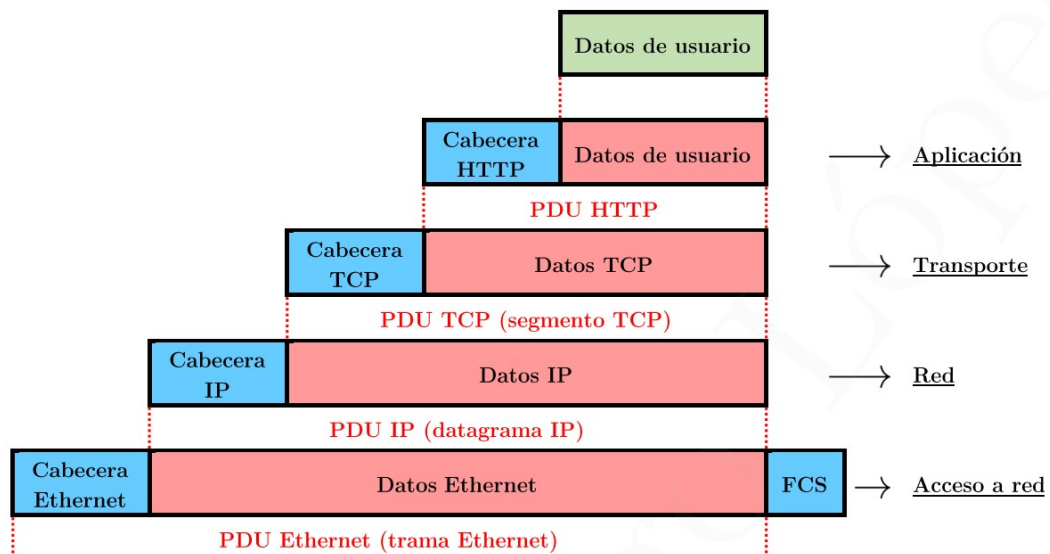 Datos de usuario
Cabecera
HTTP
Datos de usuario
Aplicación
PDU HTTP
Cabecera
TCP
Datos TCP
Transporte
PDU TCP (segmento TCP)
Cabecera
IP
Datos IP
Red
PDU IP (datagrama IP)
Cabecera
Ethernet
Datos Ethernet
FCS
Acceso a red
PDU Ethernet (trama Ethernet)